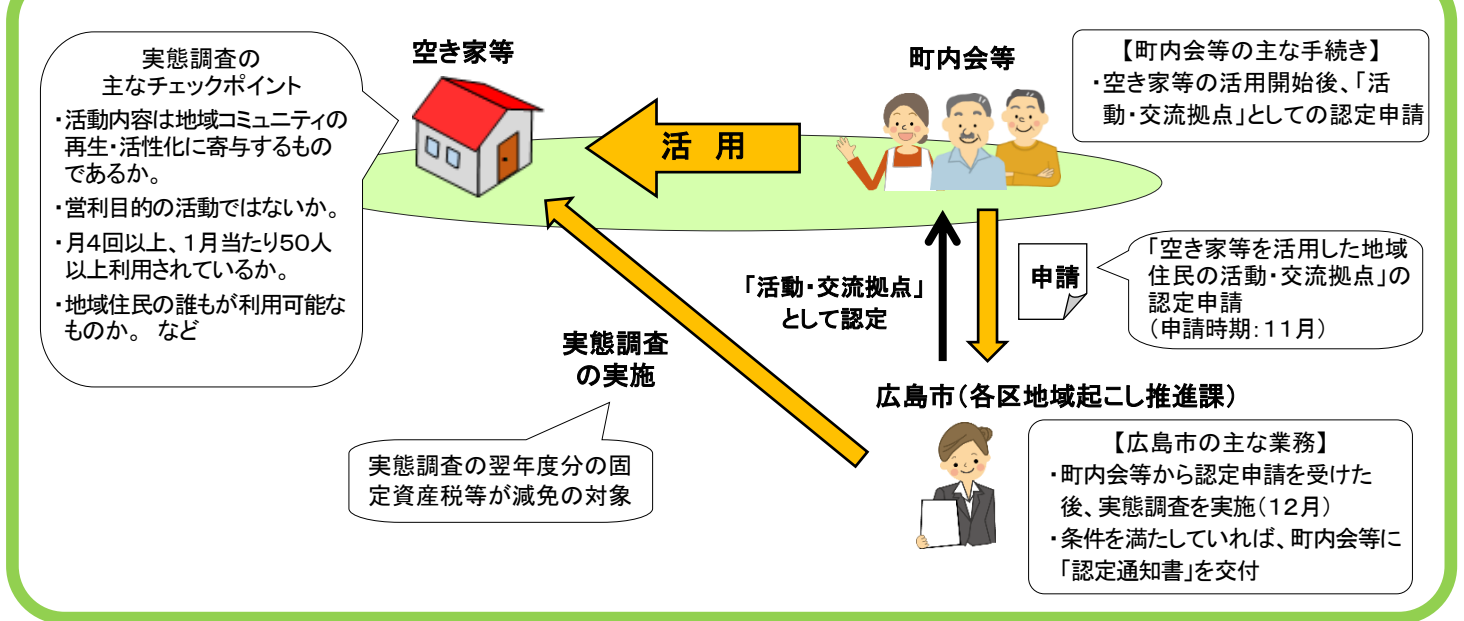 実態調査の
主なチェックポイント
・活動内容は地域コミュニティの
再生・活性化に寄与するもの
であるか。
・営利目的の活動ではないか。
・月4回以上、1月当たり50人
以上利用されているか。
・地域住民の誰もが利用可能な
ものか。 など
空き家等
活 用
町内会等
【町内会等の主な手続き】
・空き家等の活用開始後、「活
動・交流拠点」としての認定申請
「活動・交流拠点」
として認定
申請
「空き家等を活用した地域
住民の活動・交流拠点」の
認定申請
(申請時期:11月)
実態調査
の実施
実態調査の翌年度分の固
定資産税等が減免の対象
広島市(各区地域起こし推進課)
【広島市の主な業務】
・町内会等から認定申請を受けた
後、実態調査を実施(12月)
・条件を満たしていれば、町内会等に
「認定通知書」を交付